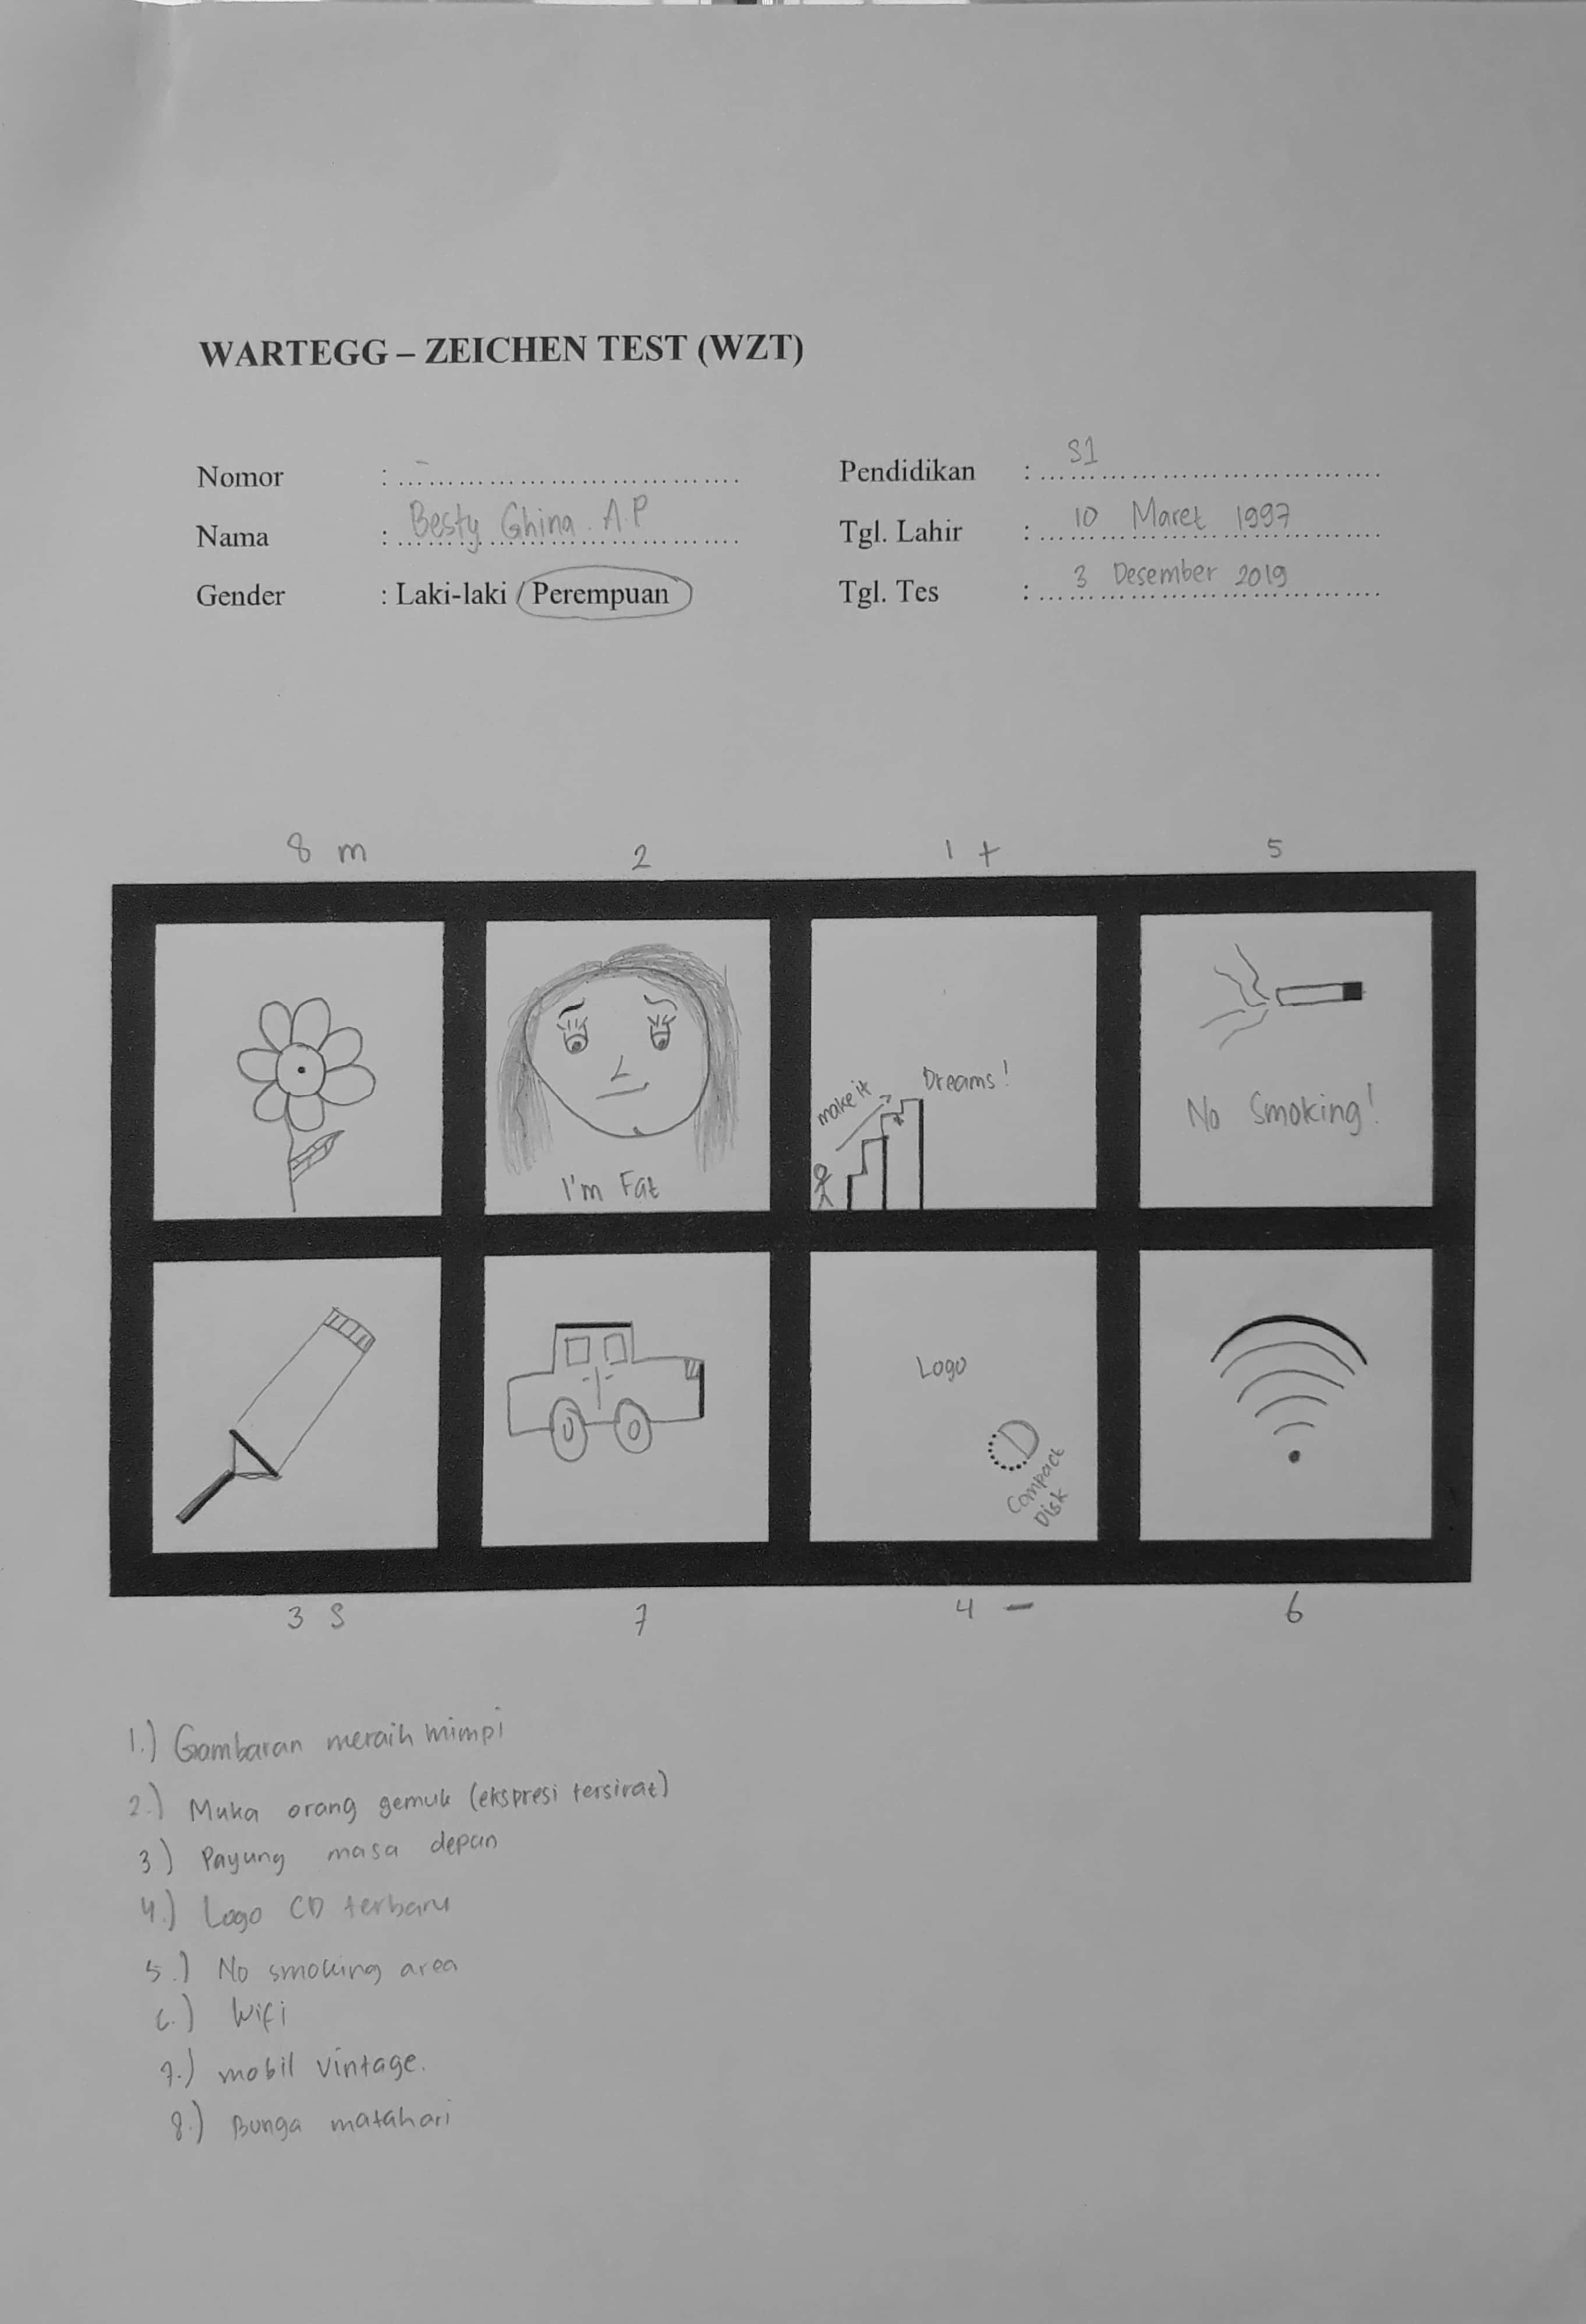 WARTEGG – ZEICHEN TEST (WZT)
Nomor : -
Pendidikan : S1
Nama : Besty Ghina. A.P
Tgl. Lahir : 10 Maret 1997
Gender : Laki-laki / Perempuan
Tgl. Tes : 3 Desember 2019
8 m 2 1 + 5
I'm Fat
make it
Dreams!
No Smoking!
Logo
Compact
Disk
3 S 7 4 - 6
1.) Gambaran meraih mimpi
2.) Muka orang gemuk (ekspresi tersirat)
3) Payung masa depan
4.) Logo CD terbaru
5.) No smoking area
6.) Wifi
7.) mobil vintage.
8.) Bunga matahari